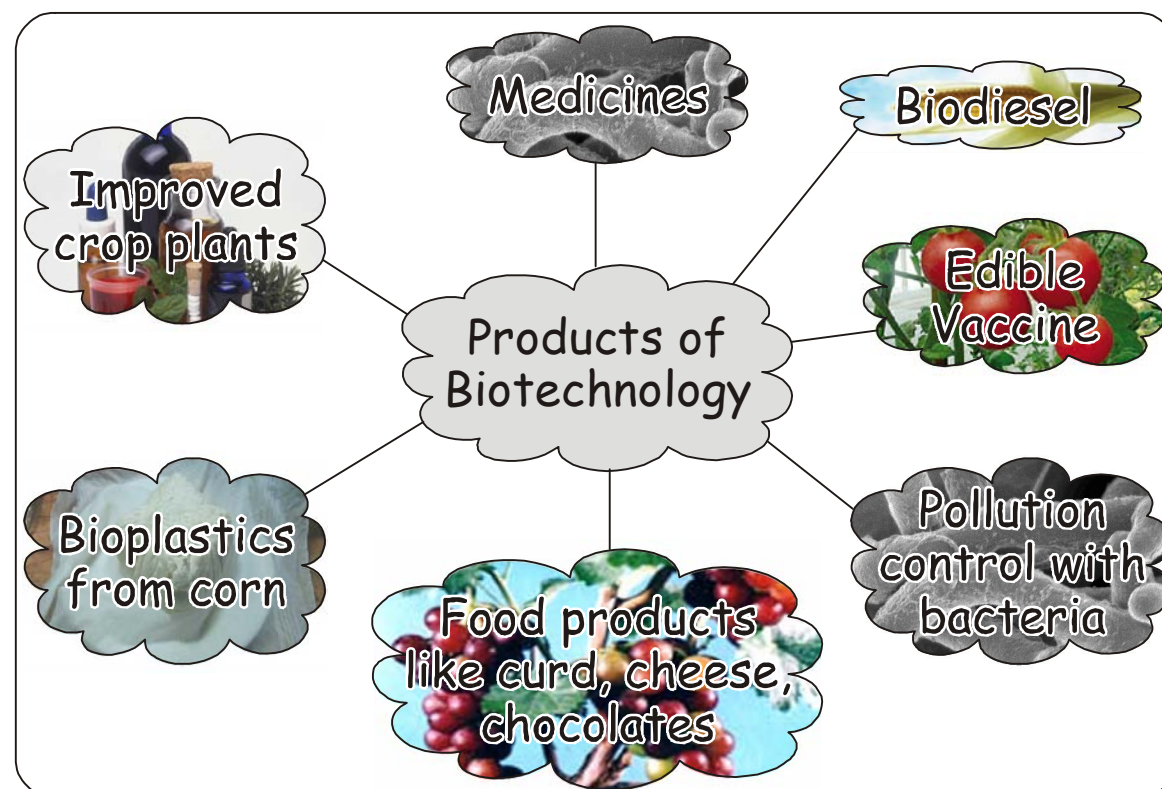 Medicines
Biodiesel
Improved
crop plants
Edible
Vaccine
Products of
Biotechnology
Bioplastics
from corn
Pollution
control with
bacteria
Food products
like curd, cheese,
chocolates